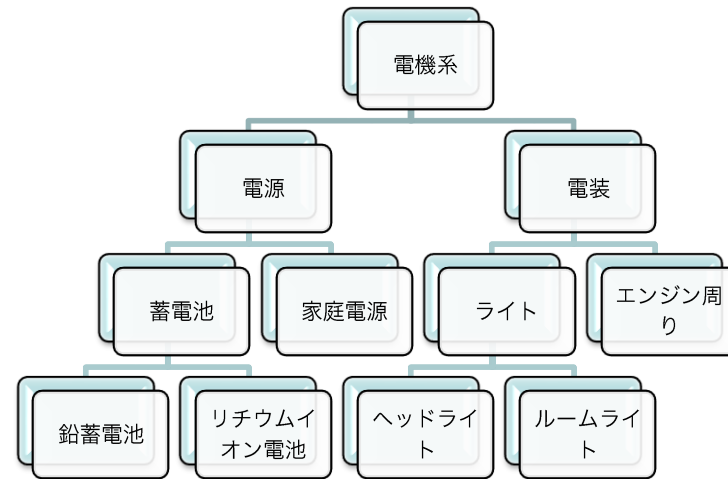 電機系
電源
電装
蓄電池
家庭電源
ライト
エンジン周
り
鉛蓄電池
リチウムイ
オン電池
ヘッドライ
ト
ルームライ
ト